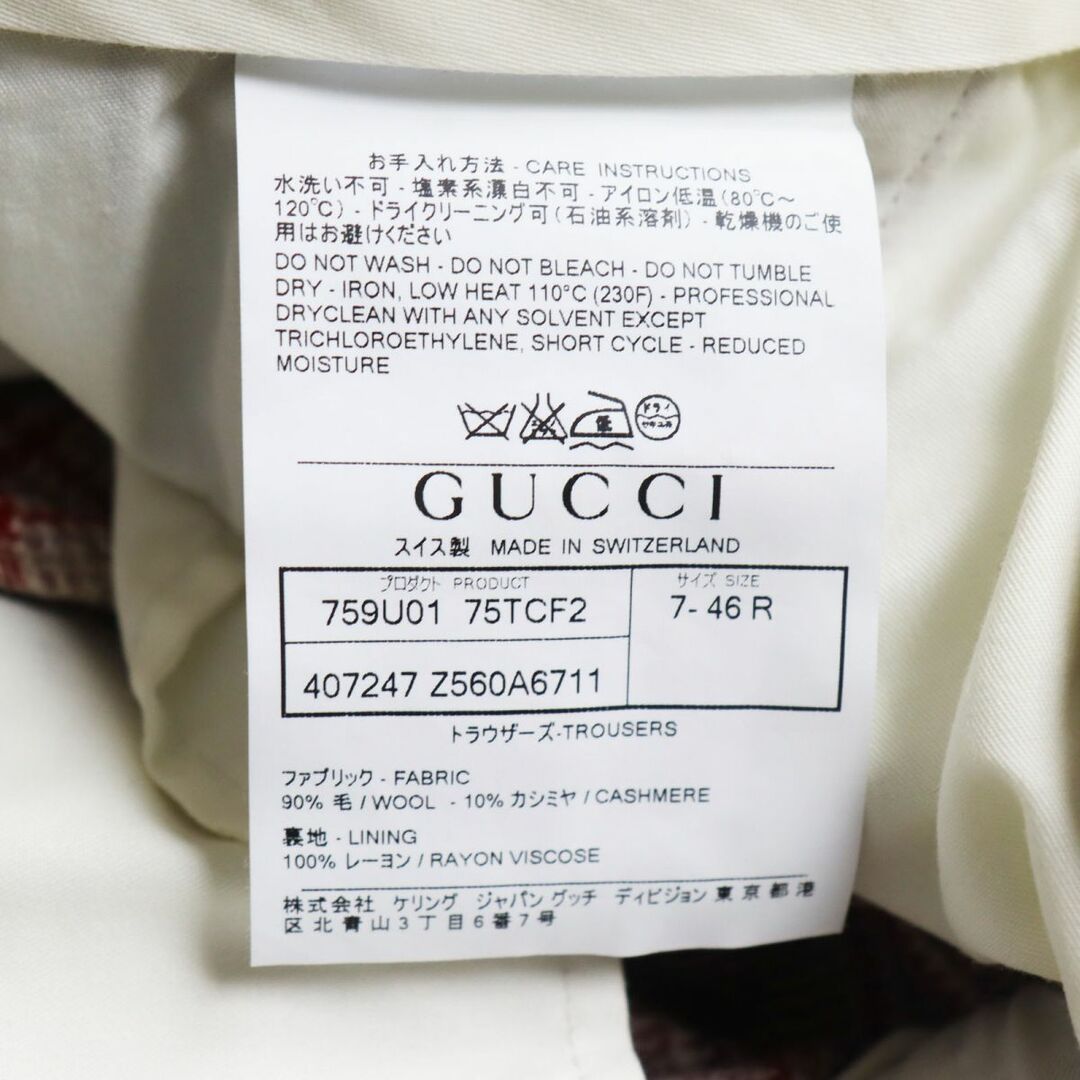 お手入れ方法 - CARE INSTRUCTIONS
水洗い不可 - 塩素系漂白不可 - アイロン低温(80℃〜
120℃) - ドライクリーニング可(石油系溶剤) - 乾燥機のご使
用はお避けください
DO NOT WASH - DO NOT BLEACH - DO NOT TUMBLE
DRY - IRON, LOW HEAT 110°C (230F) - PROFESSIONAL
DRYCLEAN WITH ANY SOLVENT EXCEPT
TRICHLOROETHYLENE, SHORT CYCLE - REDUCED
MOISTURE
低 ドライ
セキユ系
GUCCI
スイス製 MADE IN SWITZERLAND
プロダクト PRODUCT サイズ SIZE
759U01 75TCF2 7- 46 R
407247 Z560A6711
トラウザーズ-TROUSERS
ファブリック - FABRIC
90% 毛 / WOOL - 10% カシミヤ / CASHMERE
裏地 - LINING
100% レーヨン / RAYON VISCOSE
株式会社 ケリング ジャパン グッチ ディビジョン 東京都港
区北青山3丁目6番7号